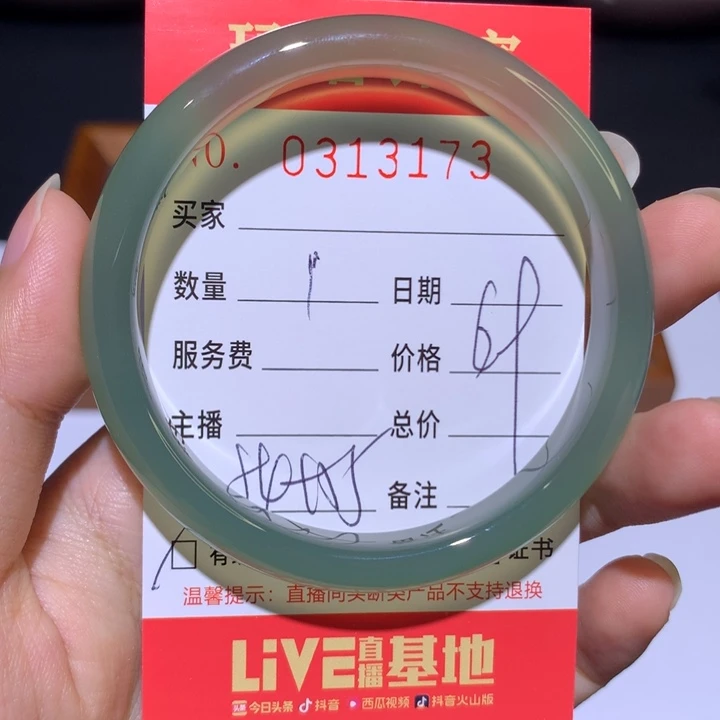 NO. 0313173
买家
数量 1 日期
服务费 价格
主播 总价
备注
证书
温馨提示：直播间买断类产品不支持退换
LiVE直播基地
今日头条 抖音 西瓜视频 抖音火山版